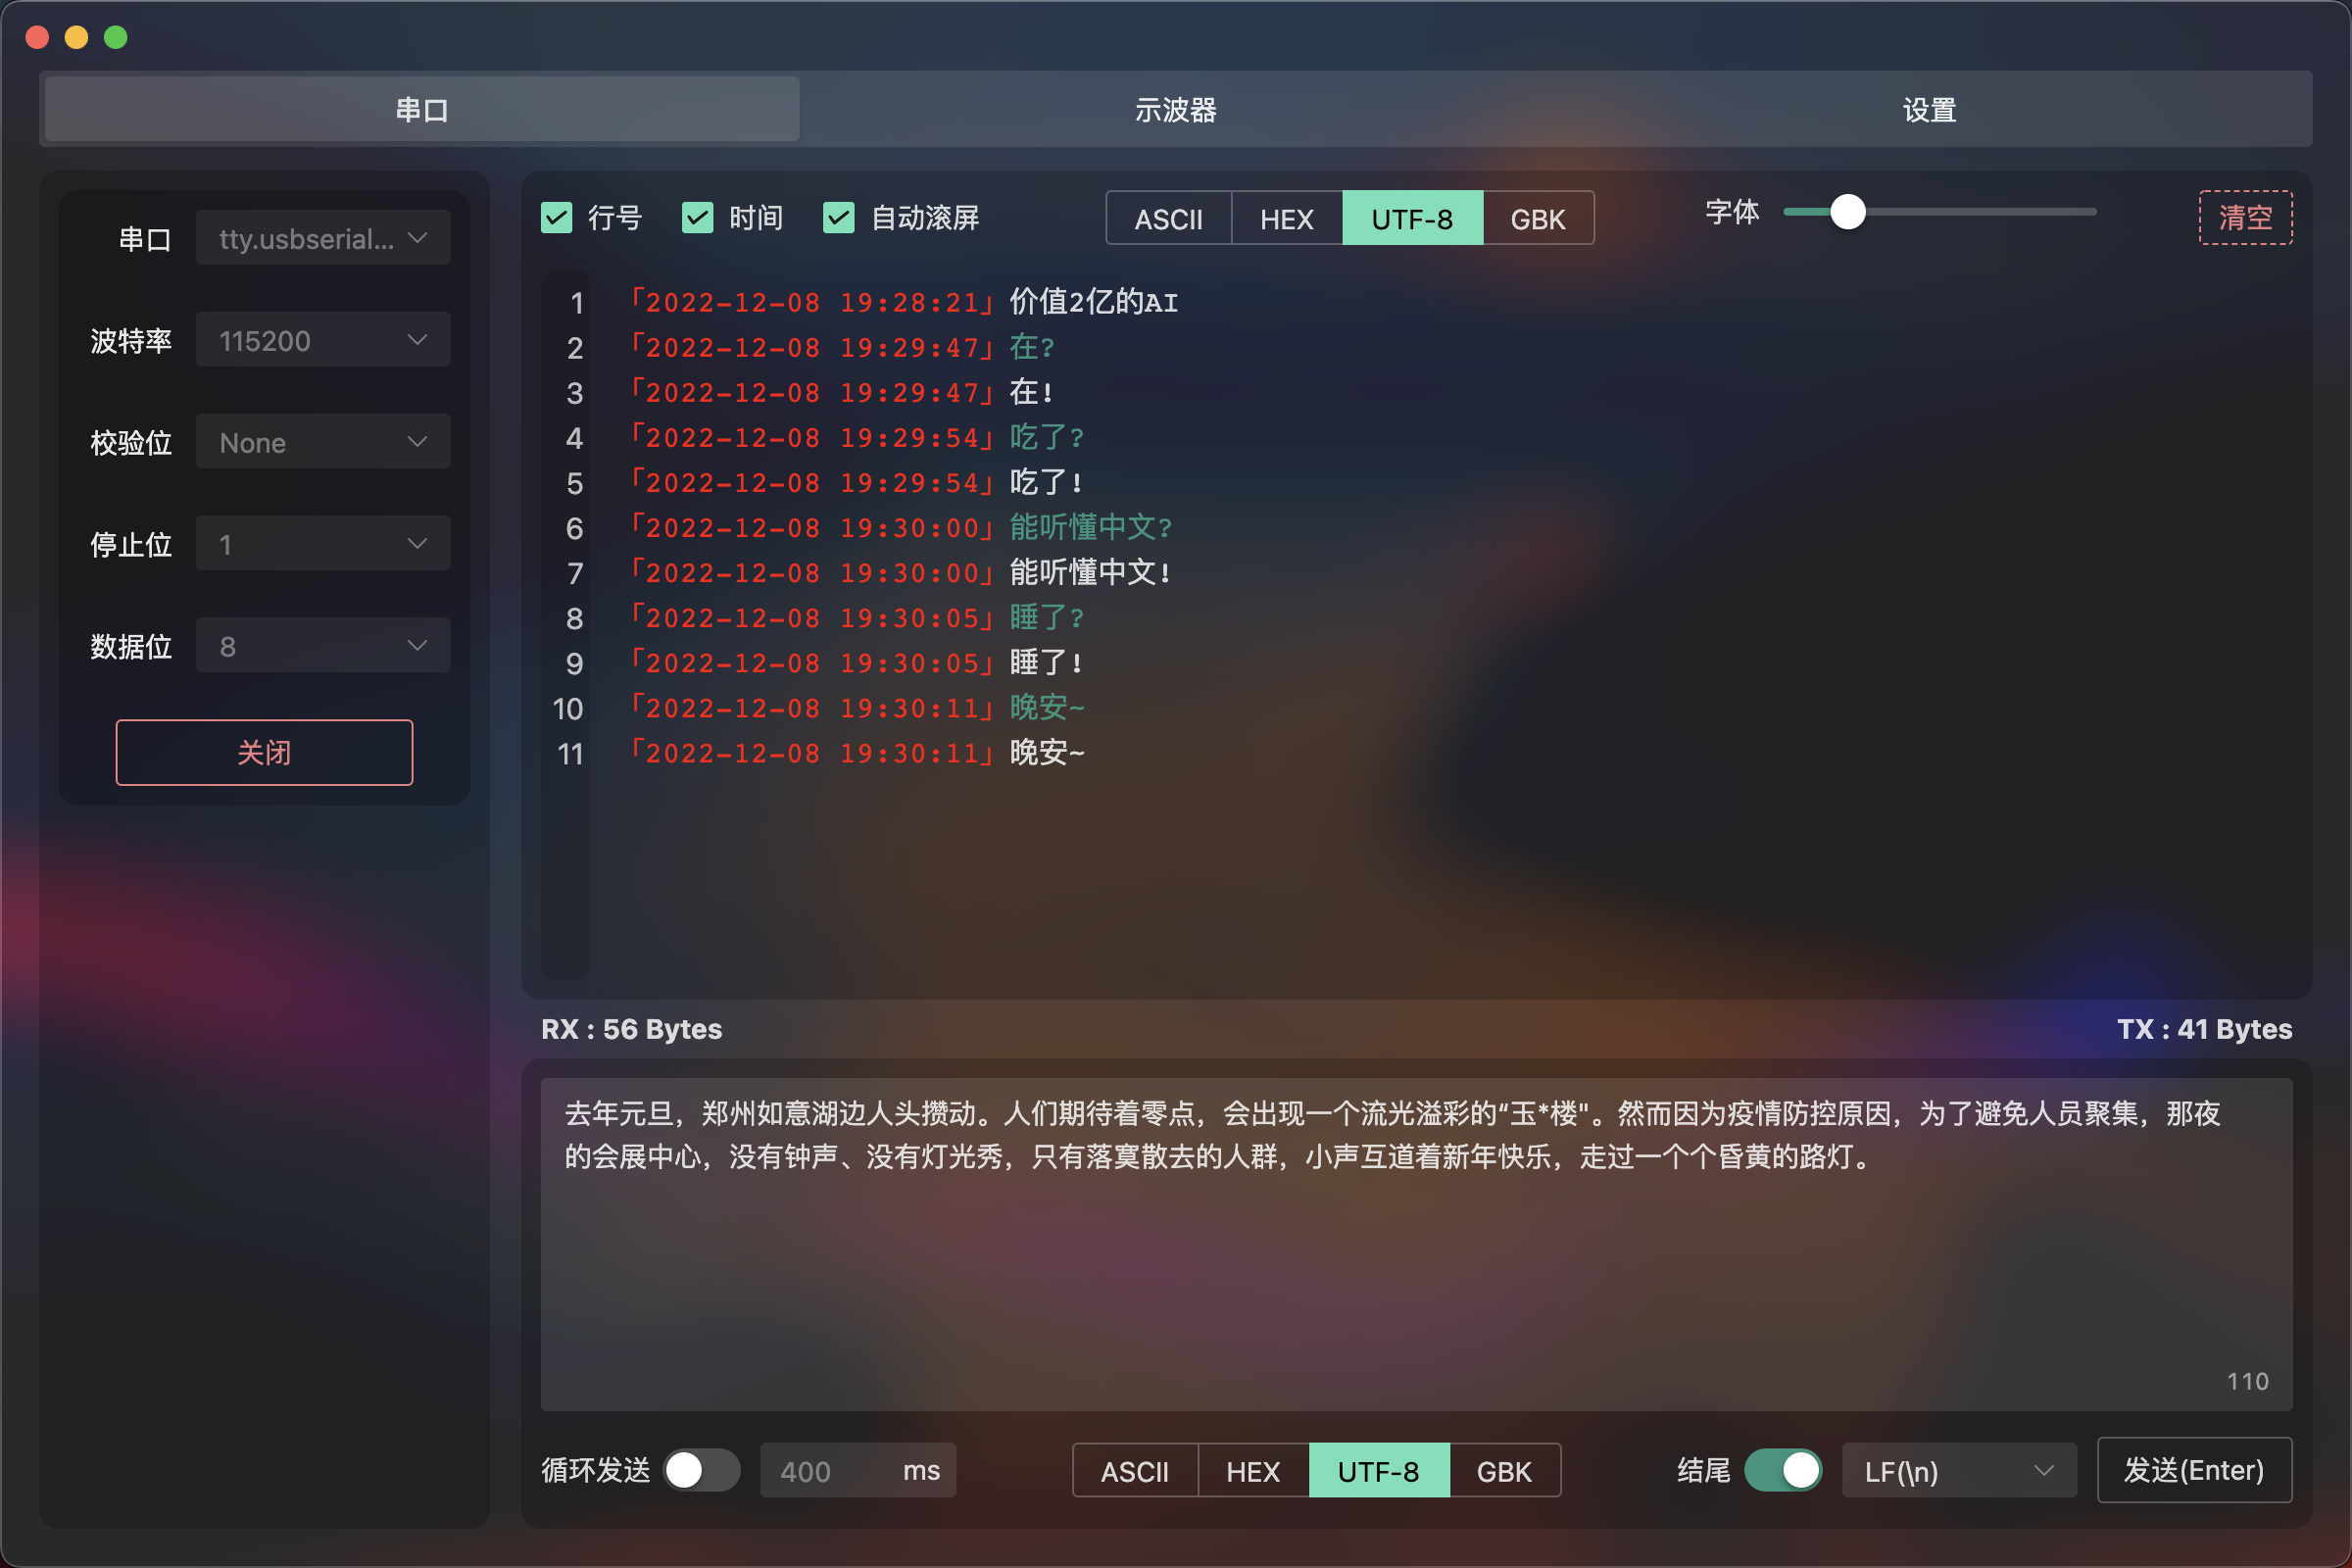 串口 示波器 设置
串口 tty.usbserial...
波特率 115200
校验位 None
停止位 1
数据位 8
关闭
行号 时间 自动滚屏 ASCII HEX UTF-8 GBK 字体 清空
1 「2022-12-08 19:28:21」价值2亿的AI
2 「2022-12-08 19:29:47」在?
3 「2022-12-08 19:29:47」在!
4 「2022-12-08 19:29:54」吃了?
5 「2022-12-08 19:29:54」吃了!
6 「2022-12-08 19:30:00」能听懂中文?
7 「2022-12-08 19:30:00」能听懂中文!
8 「2022-12-08 19:30:05」睡了?
9 「2022-12-08 19:30:05」睡了!
10 「2022-12-08 19:30:11」晚安~
11 「2022-12-08 19:30:11」晚安~
RX : 56 Bytes TX : 41 Bytes
去年元旦，郑州如意湖边人头攒动。人们期待着零点，会出现一个流光溢彩的“玉*楼"。然而因为疫情防控原因，为了避免人员聚集，那夜
的会展中心，没有钟声、没有灯光秀，只有落寞散去的人群，小声互道着新年快乐，走过一个个昏黄的路灯。
110
循环发送 400 ms ASCII HEX UTF-8 GBK 结尾 LF(\n) 发送(Enter)